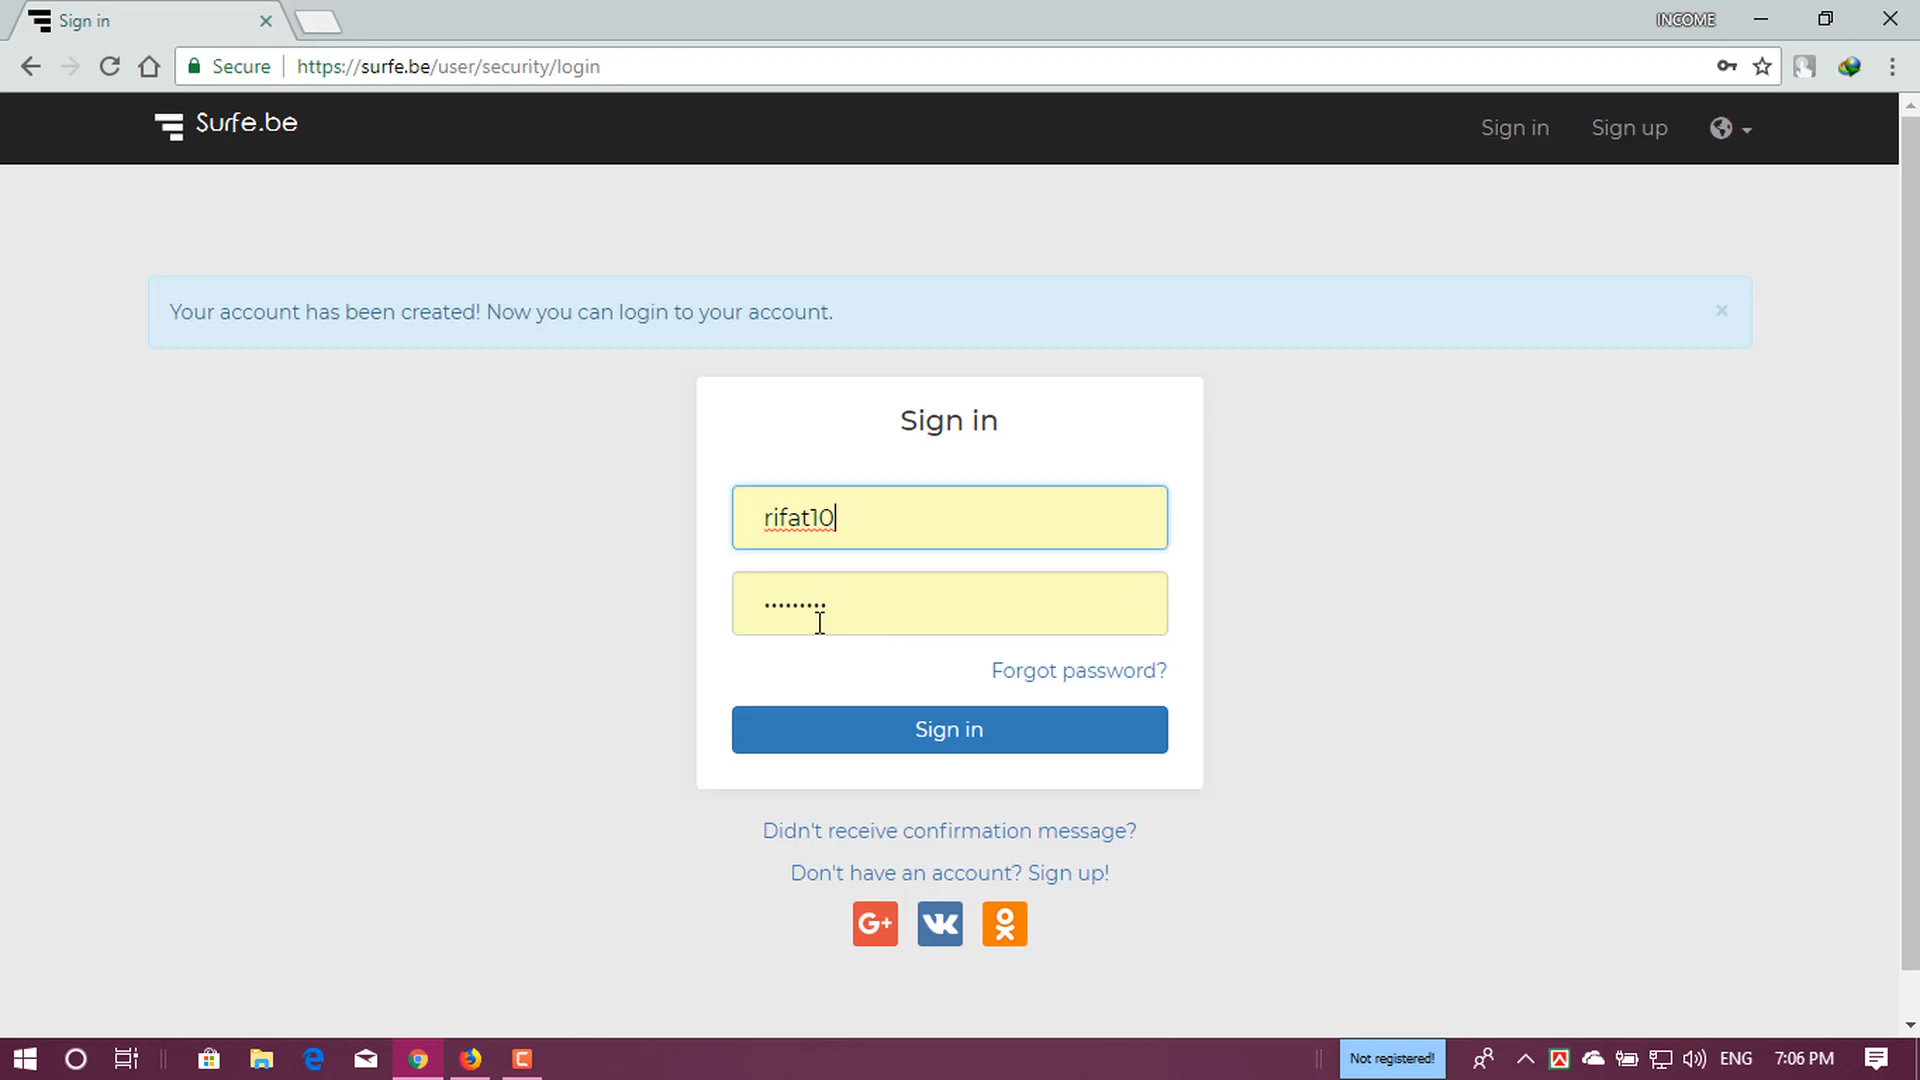 Sign in
INCOME
Secure
https://surfe.be/user/security/login
Surfe.be
Sign in
Sign up
Your account has been created! Now you can login to your account.
×
Sign in
rifat10
•••••••••
Forgot password?
Sign in
Didn't receive confirmation message?
Don't have an account? Sign up!
G+
Not registered!
ENG
7:06 PM